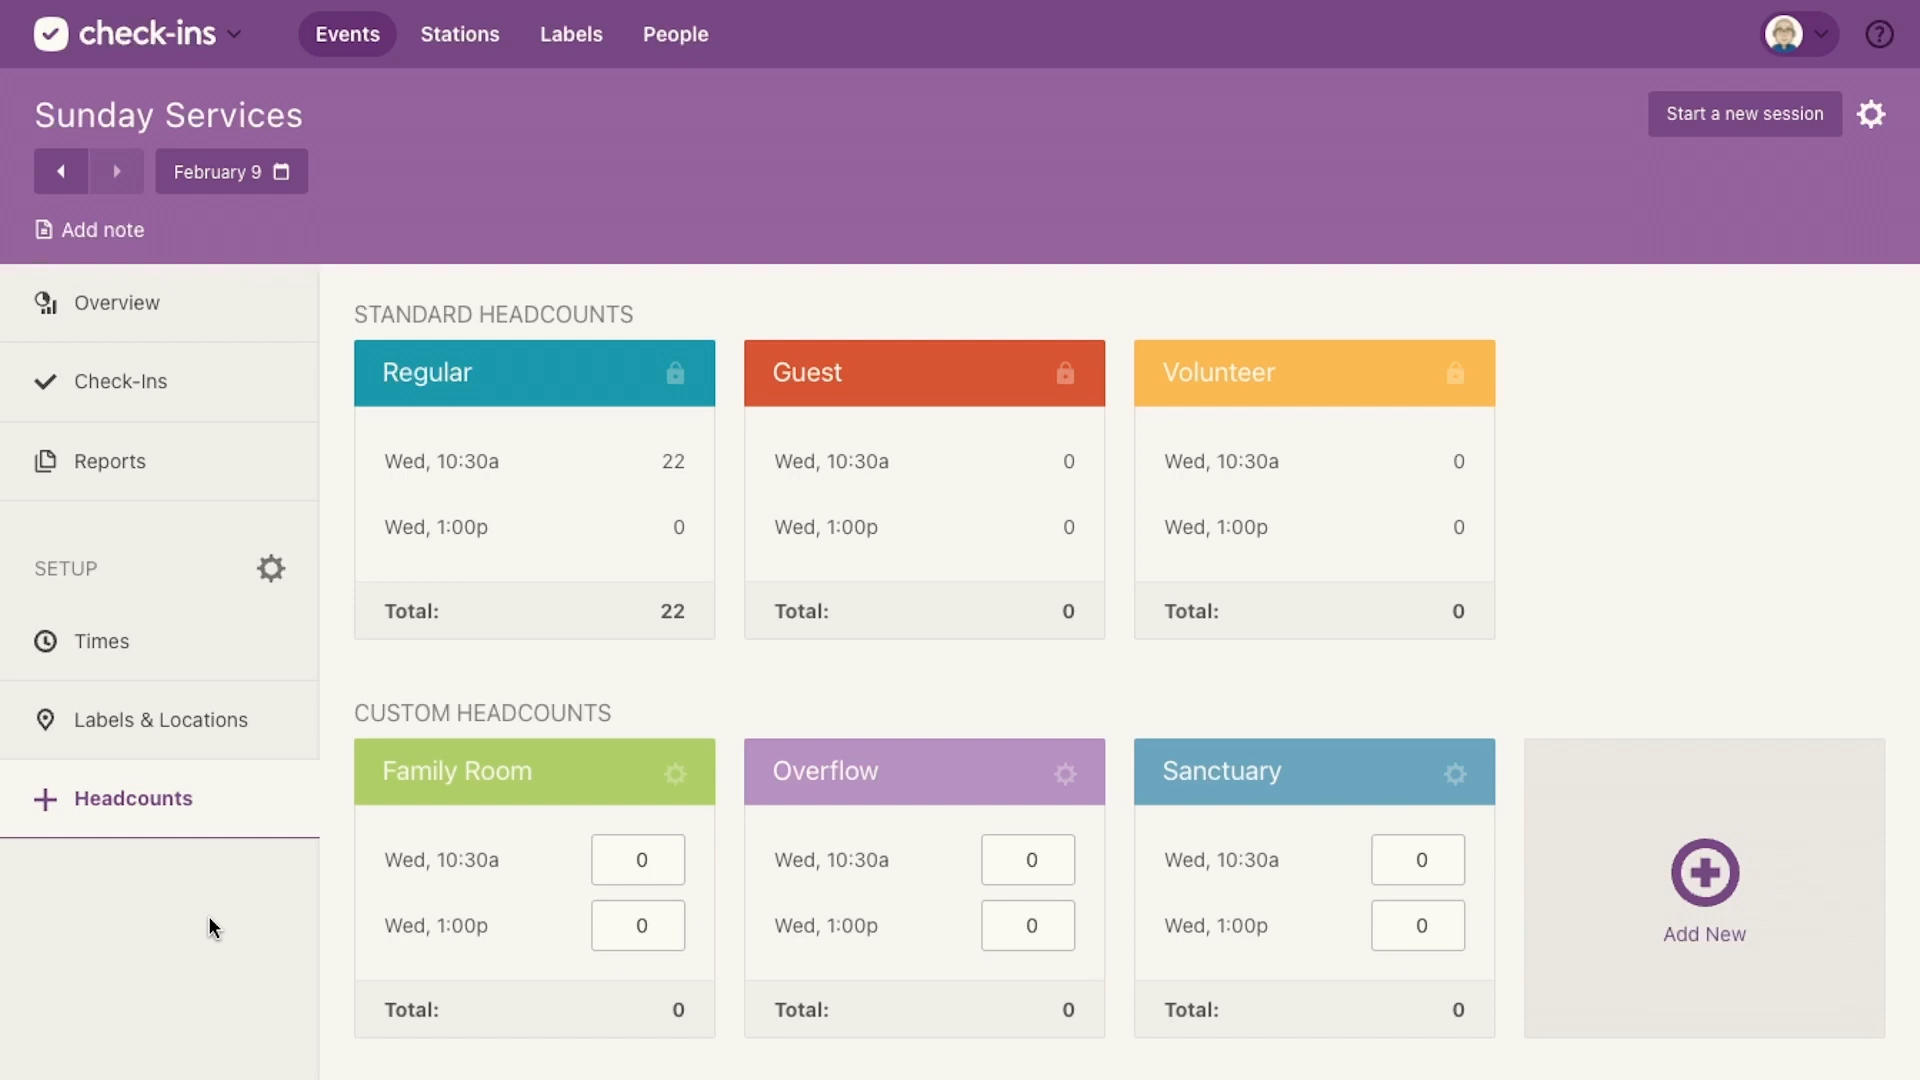 check-ins
Events
Stations
Labels
People
Sunday Services
Start a new session
February 9
Add note
Overview
Check-Ins
Reports
SETUP
Times
Labels & Locations
Headcounts
STANDARD HEADCOUNTS
Regular
Wed, 10:30a 22
Wed, 1:00p 0
Total: 22
Guest
Wed, 10:30a 0
Wed, 1:00p 0
Total: 0
Volunteer
Wed, 10:30a 0
Wed, 1:00p 0
Total: 0
CUSTOM HEADCOUNTS
Family Room
Wed, 10:30a 0
Wed, 1:00p 0
Total: 0
Overflow
Wed, 10:30a 0
Wed, 1:00p 0
Total: 0
Sanctuary
Wed, 10:30a 0
Wed, 1:00p 0
Total: 0
Add New